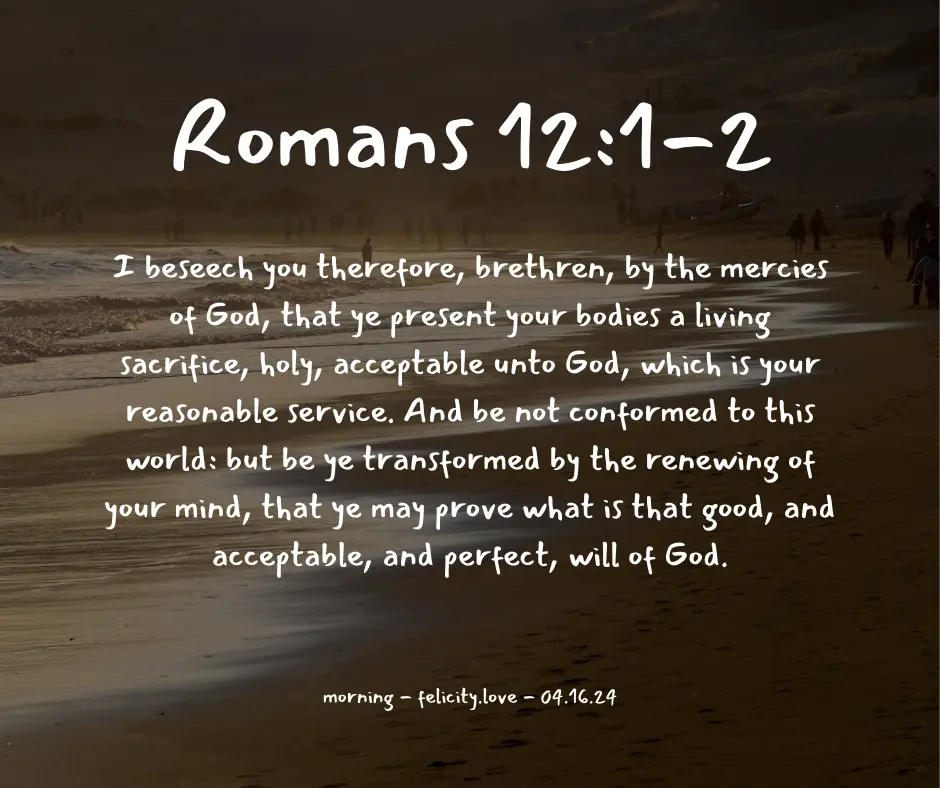 Romans 12:1-2
I beseech you therefore, brethren, by the mercies
of God, that ye present your bodies a living
sacrifice, holy, acceptable unto God, which is your
reasonable service. And be not conformed to this
world: but be ye transformed by the renewing of
your mind, that ye may prove what is that good, and
acceptable, and perfect, will of God.
morning - felicity.love - 04.16.24